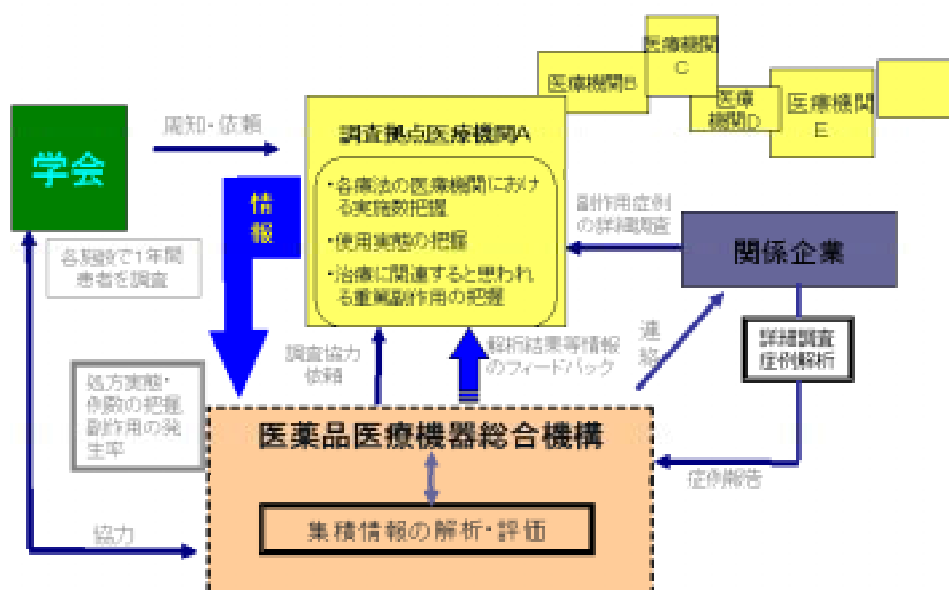 医療機関
C
医療機関B
医療
機関D
医療機関
E
学会
周知・依頼
調査拠点医療機関A
・各療法の医療機関におけ
る実施数把握
・使用実態の把握
・治療に関連すると思われ
る重篤副作用の把握
情
報
副作用症例
の詳細調査
関係企業
各施設で1年間
患者を調査
調査協力
依頼
解析結果等情報
のフィードバック
連
絡
詳細調査
症例解析
処方実態・
例数の把握
副作用の発
生率
医薬品医療機器総合機構
症例報告
集積情報の解析・評価
協力